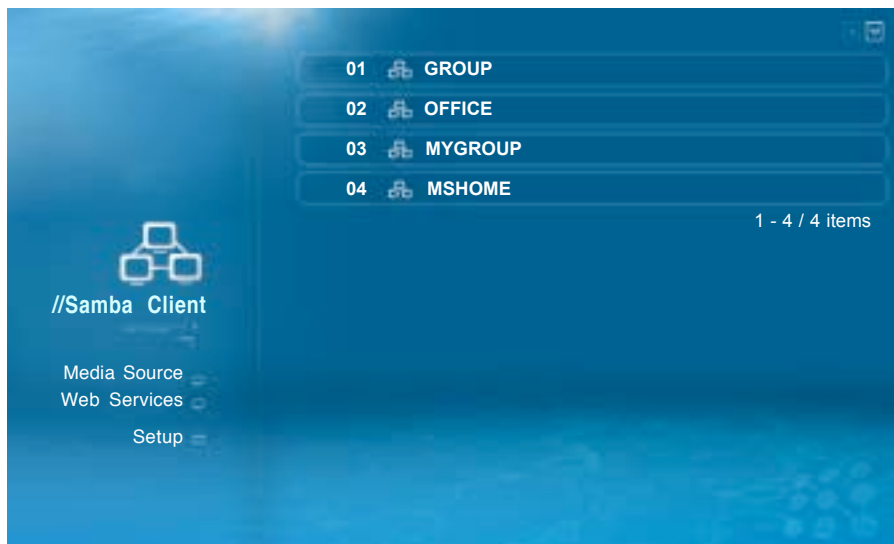 01 GROUP
02 OFFICE
03 MYGROUP
04 MSHOME
1 - 4 / 4 items
//Samba Client
Media Source
Web Services
Setup